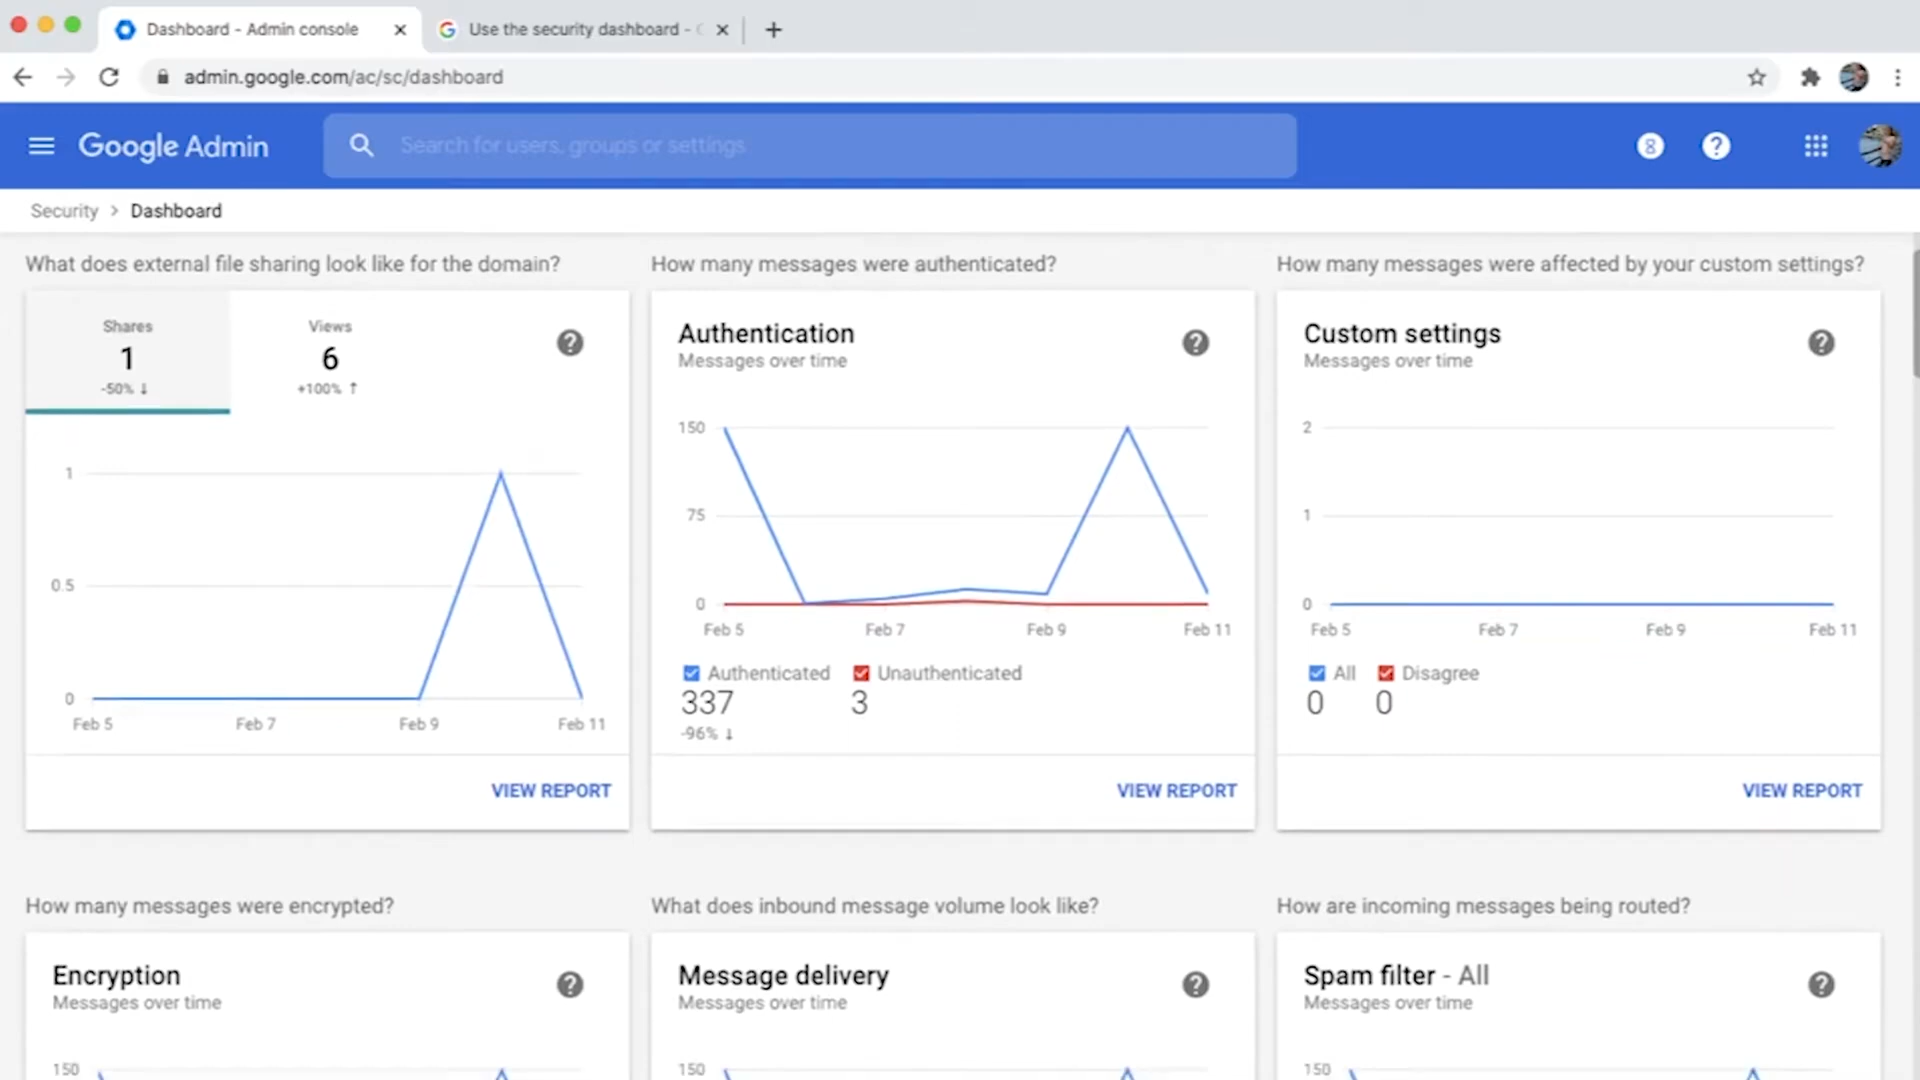 Dashboard - Admin console
Use the security dashboard -
admin.google.com/ac/sc/dashboard
Google Admin
Search for users, groups or settings
8
?
Security > Dashboard
What does external file sharing look like for the domain?
Shares
1
-50% ↓
Views
6
+100% ↑
?
1
0.5
0
Feb 5
Feb 7
Feb 9
Feb 11
VIEW REPORT
How many messages were authenticated?
Authentication
?
Messages over time
150
75
0
Feb 5
Feb 7
Feb 9
Feb 11
Authenticated
337
-96% ↓
Unauthenticated
3
VIEW REPORT
How many messages were affected by your custom settings?
Custom settings
?
Messages over time
2
1
0
Feb 5
Feb 7
Feb 9
Feb 11
All
0
Disagree
0
VIEW REPORT
How many messages were encrypted?
Encryption
?
Messages over time
150
What does inbound message volume look like?
Message delivery
?
Messages over time
150
How are incoming messages being routed?
Spam filter - All
?
Messages over time
150